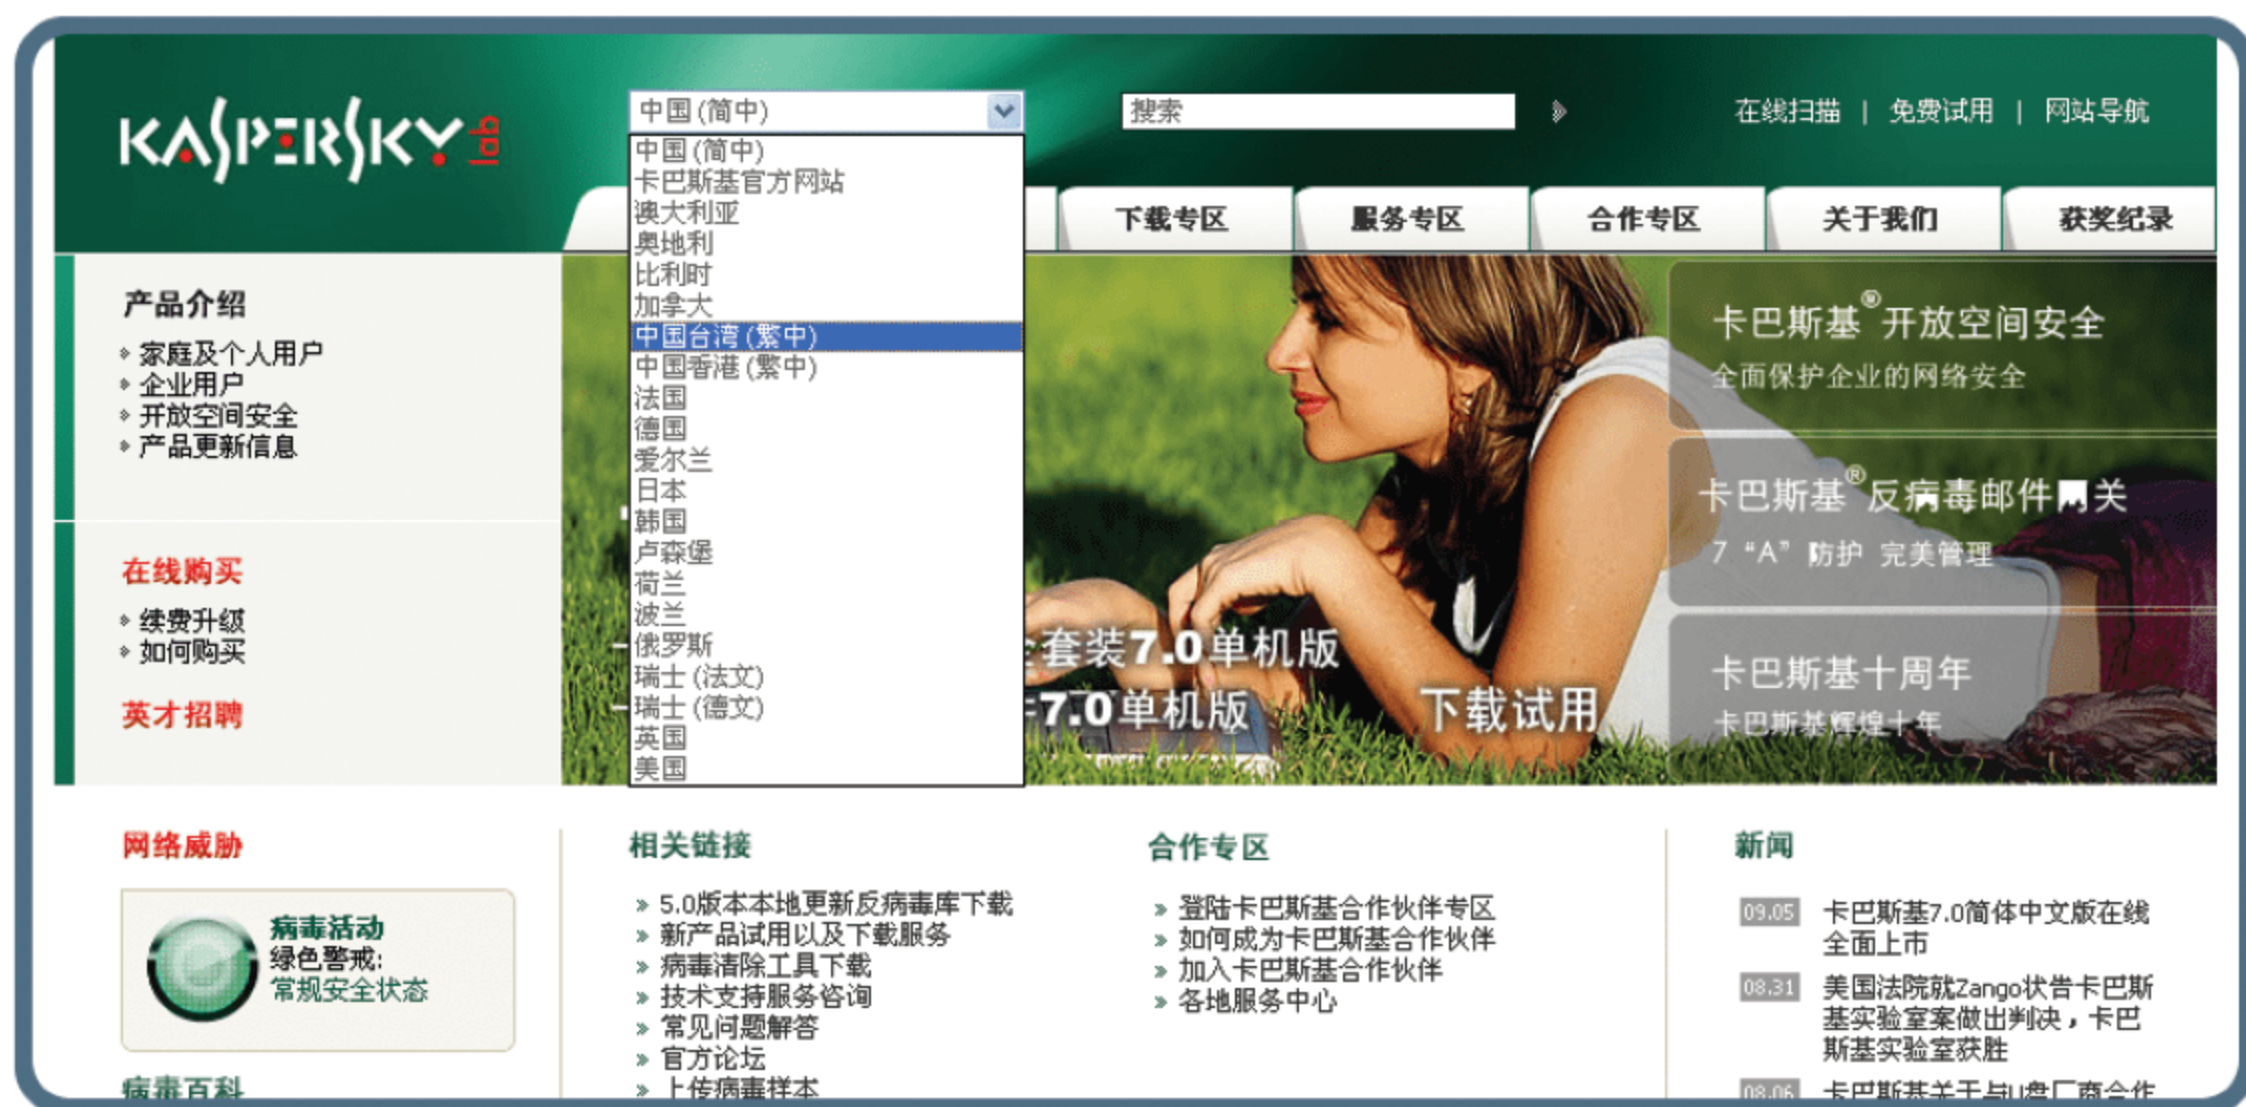 KASPERSKY lab
中国 (简中)
搜索
在线扫描 | 免费试用 | 网站导航
中国 (简中)
卡巴斯基官方网站
澳大利亚
奥地利
比利时
加拿大
中国台湾 (繁中)
中国香港 (繁中)
法国
德国
爱尔兰
日本
韩国
卢森堡
荷兰
波兰
俄罗斯
瑞士 (法文)
瑞士 (德文)
英国
美国
下载专区
服务专区
合作专区
关于我们
获奖纪录
产品介绍
家庭及个人用户
企业用户
开放空间安全
产品更新信息
在线购买
续费升级
如何购买
英才招聘
套装7.0单机版
7.0单机版
下载试用
卡巴斯基®开放空间安全
全面保护企业的网络安全
卡巴斯基®反病毒邮件网关
7 “A” 防护 完美管理
卡巴斯基十周年
卡巴斯基辉煌十年
网络威胁
病毒活动
绿色警戒:
常规安全状态
病毒百科
相关链接
5.0版本本地更新反病毒库下载
新产品试用以及下载服务
病毒清除工具下载
技术支持服务咨询
常见问题解答
官方论坛
上传病毒样本
合作专区
登陆卡巴斯基合作伙伴专区
如何成为卡巴斯基合作伙伴
加入卡巴斯基合作伙伴
各地服务中心
新闻
09.05 卡巴斯基7.0简体中文版在线
全面上市
08.31 美国法院就Zango状告卡巴斯
基实验室案做出判决，卡巴
斯基实验室获胜
08.06 卡巴斯基关于与U盘厂商合作